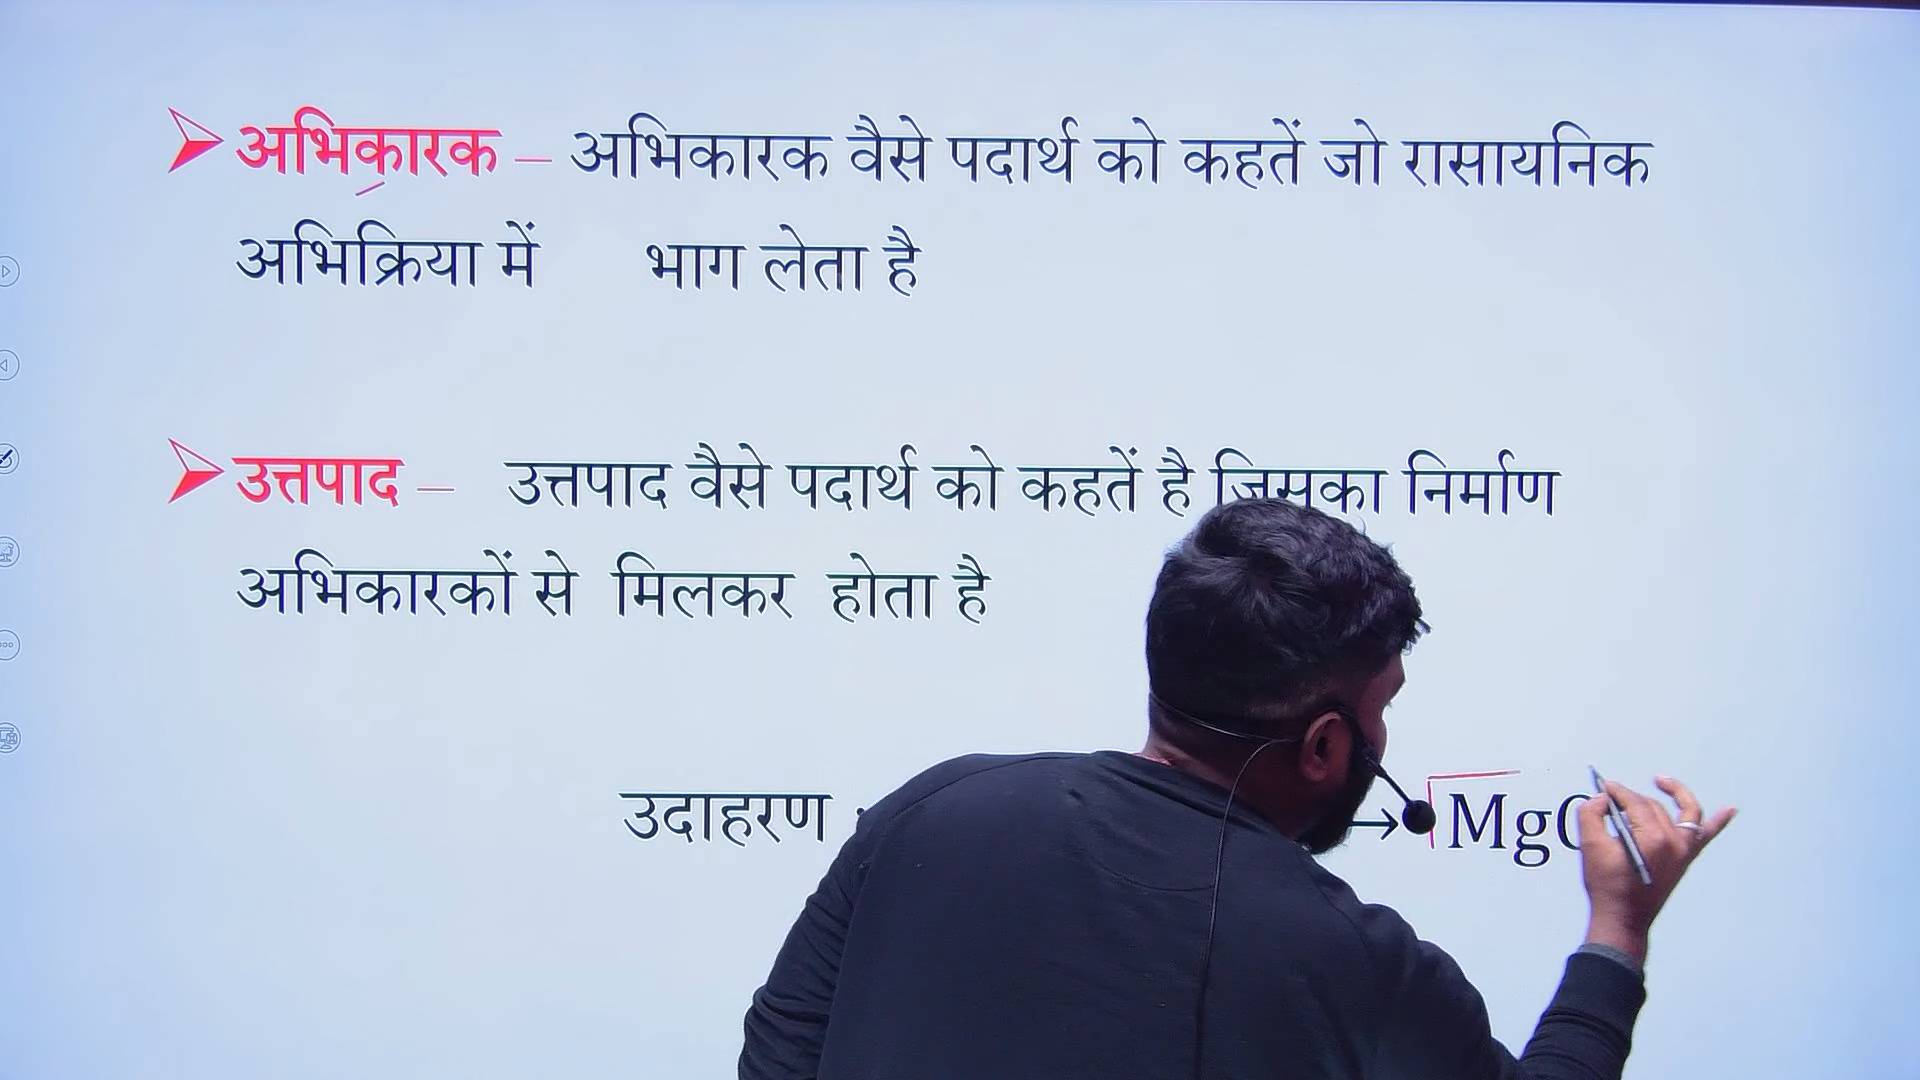 अभिकारक – अभिकारक वैसे पदार्थ को कहतें जो रासायनिक
अभिक्रिया में भाग लेता है
उत्तपाद – उत्तपाद वैसे पदार्थ को कहतें है जिसका निर्माण
अभिकारकों से मिलकर होता है
उदाहरण → MgO